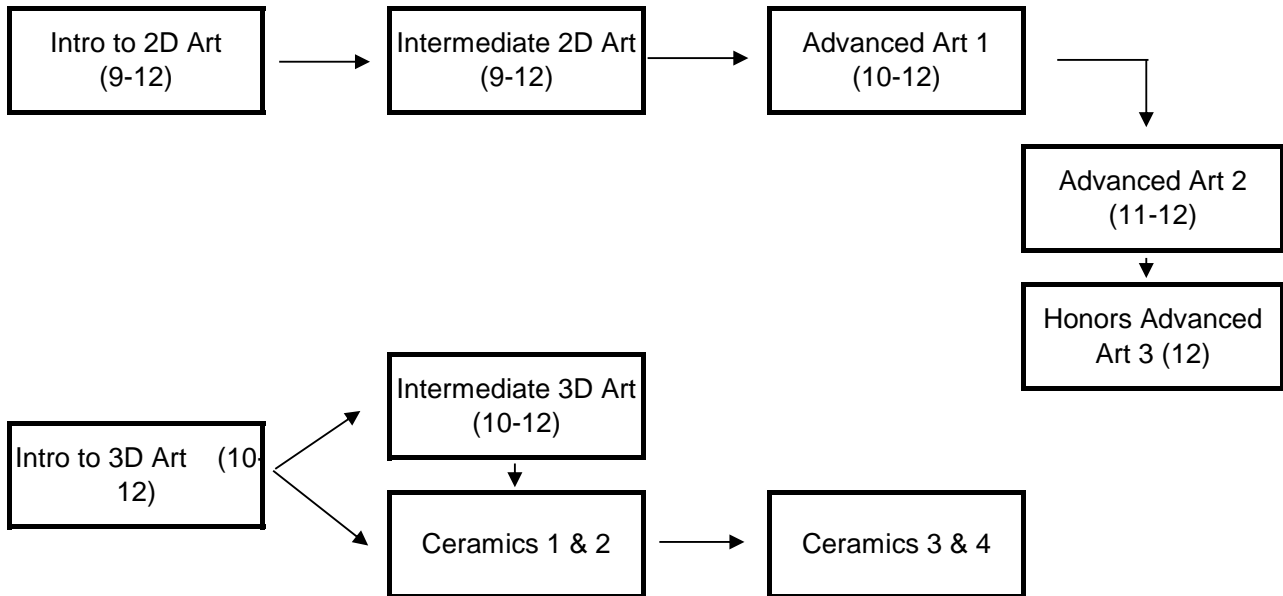 Intro to 2D Art
(9-12)
Intermediate 2D Art
(9-12)
Advanced Art 1
(10-12)
Advanced Art 2
(11-12)
Honors Advanced
Art 3 (12)
Intermediate 3D Art
(10-12)
Intro to 3D Art (10-
12)
Ceramics 1 & 2
Ceramics 3 & 4